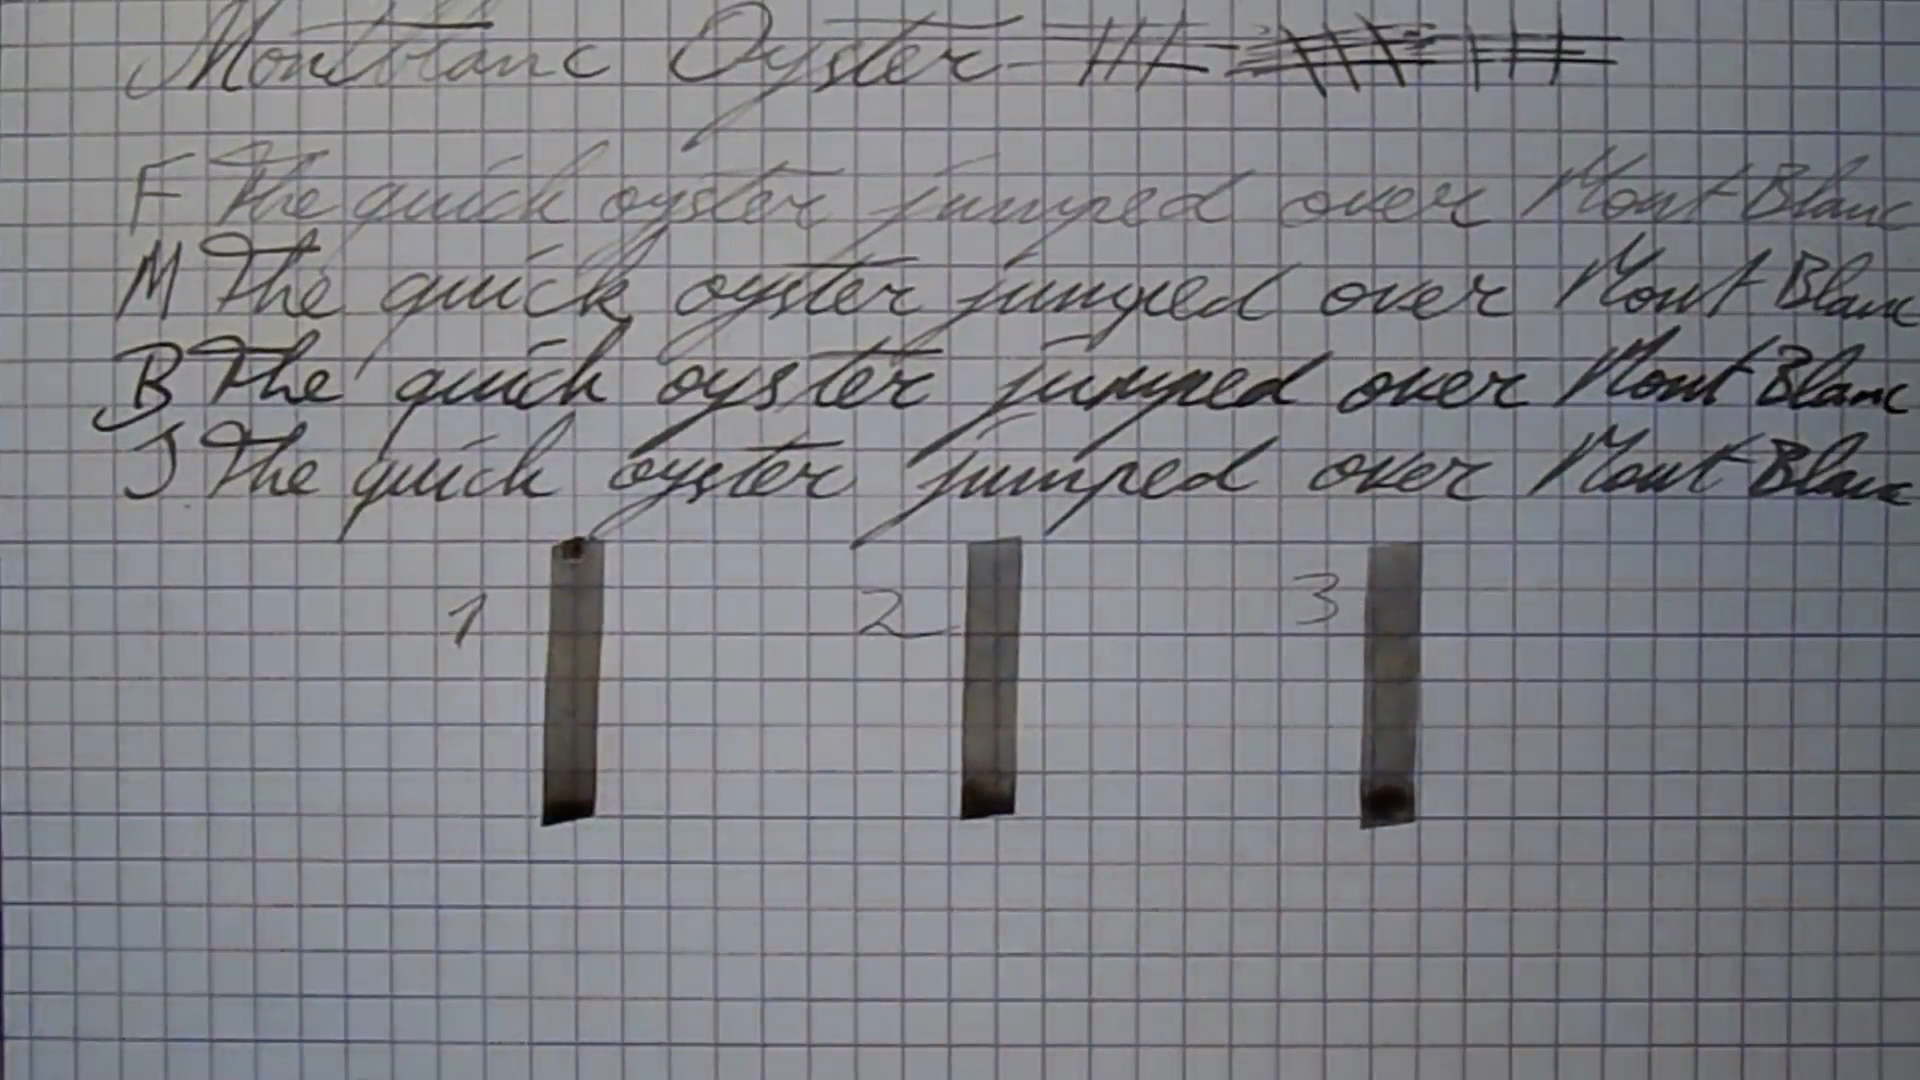 Montblanc Oyster
F The quick oyster jumped over Mont Blanc
M The quick oyster jumped over Mont Blanc
B The quick oyster jumped over Mont Blanc
J The quick oyster jumped over Mont Blanc
1 2 3